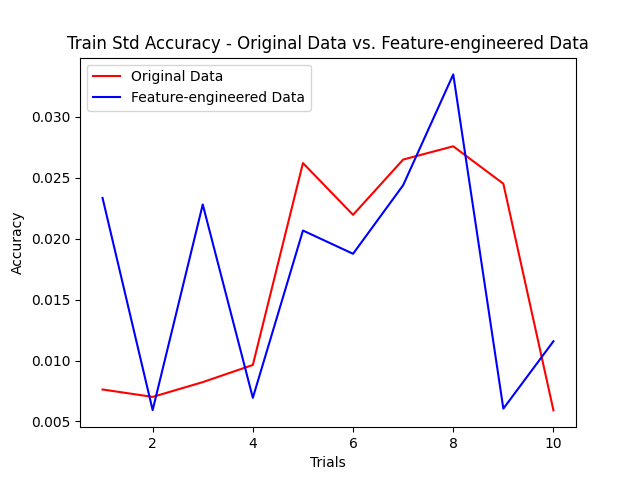 Train Std Accuracy - Original Data vs. Feature-engineered Data
Original Data
Feature-engineered Data
0.030
0.025
0.020
0.015
0.010
0.005
Accuracy
2 4 6 8 10
Trials